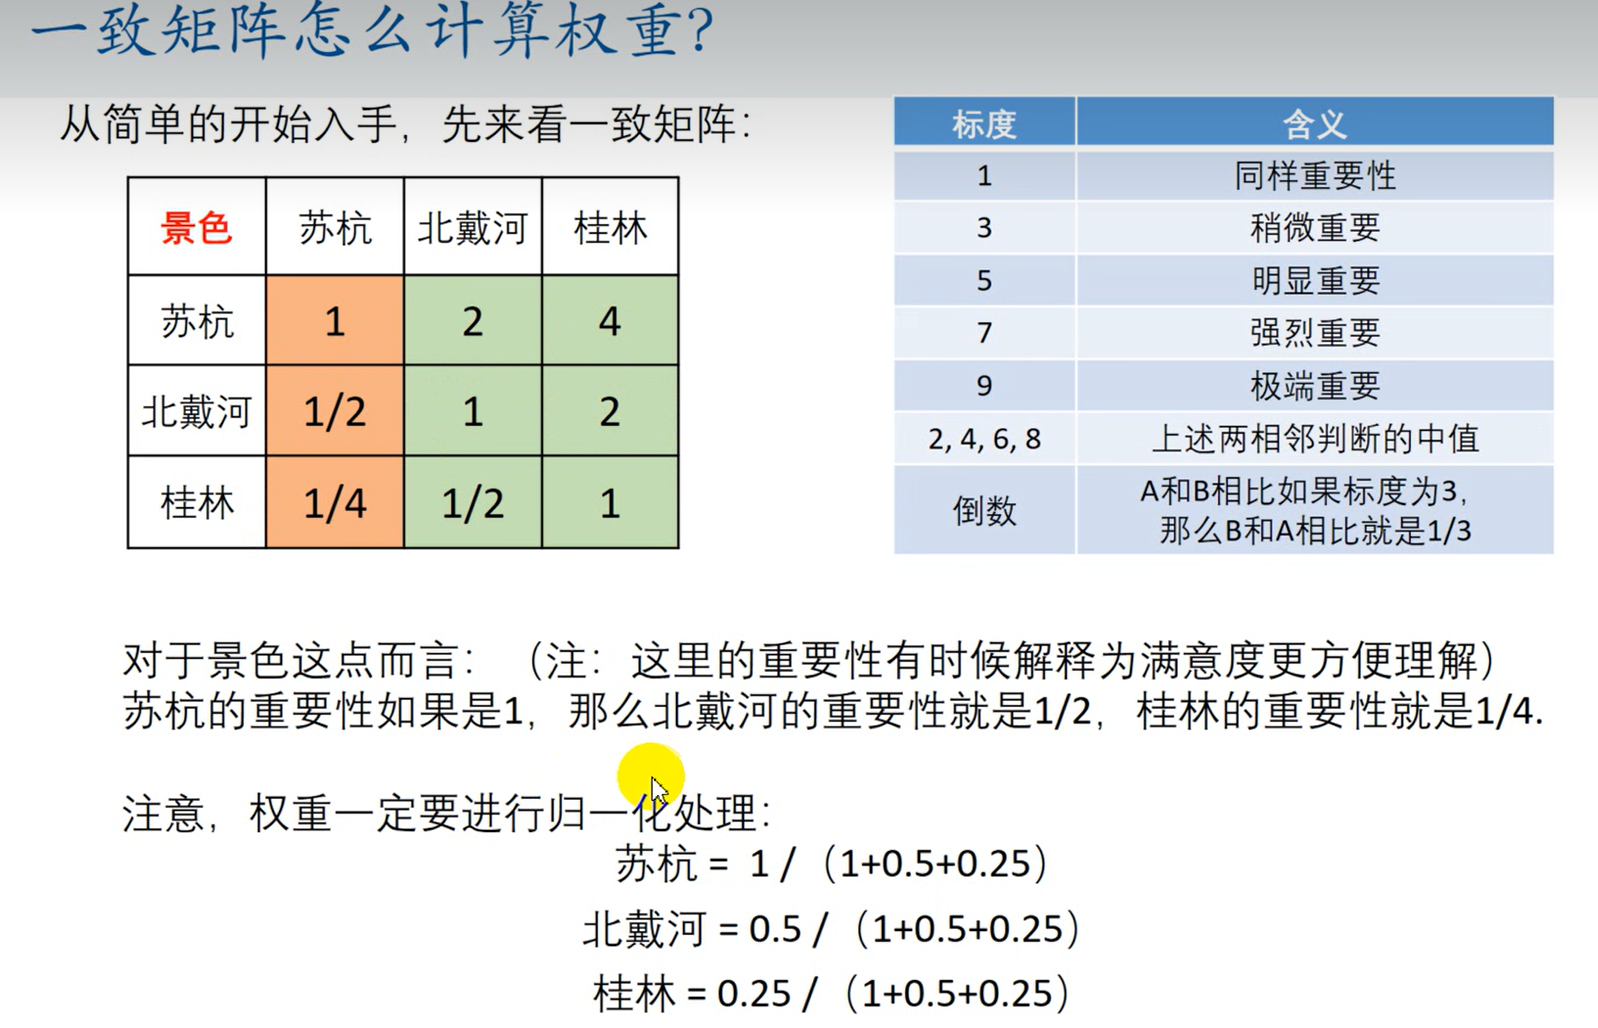 一致矩阵怎么计算权重?
从简单的开始入手，先来看一致矩阵：
景色 苏杭 北戴河 桂林
苏杭 1 2 4
北戴河 1/2 1 2
桂林 1/4 1/2 1
标度 含义
1 同样重要性
3 稍微重要
5 明显重要
7 强烈重要
9 极端重要
2, 4, 6, 8 上述两相邻判断的中值
倒数 A和B相比如果标度为3，
那么B和A相比就是1/3
对于景色这点而言：（注：这里的重要性有时候解释为满意度更方便理解）
苏杭的重要性如果是1，那么北戴河的重要性就是1/2，桂林的重要性就是1/4.
注意，权重一定要进行归一化处理：
苏杭 = 1 /（1+0.5+0.25）
北戴河 = 0.5 /（1+0.5+0.25）
桂林 = 0.25 /（1+0.5+0.25）